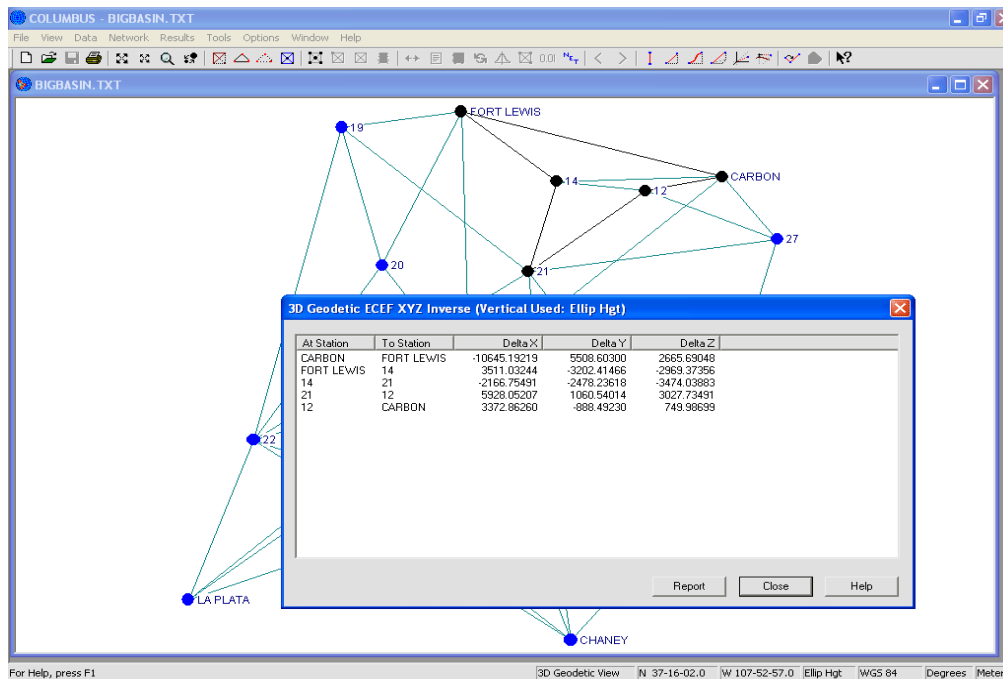 COLUMBUS - BIGBASIN.TXT
File View Data Network Results Tools Options Window Help
0.01
BIGBASIN.TXT
FORT LEWIS
19
14
12
CARBON
27
20
21
3D Geodetic ECEF XYZ Inverse (Vertical Used: Ellip Hgt)
At Station To Station Delta X Delta Y Delta Z
CARBON FORT LEWIS -10645.19219 5508.60300 2665.69048
FORT LEWIS 14 3511.03244 -3202.41466 -2969.37356
14 21 -2166.75491 -2478.23618 -3474.03883
21 12 5928.05207 1060.54014 3027.73491
12 CARBON 3372.86260 -888.49230 749.98699
22
Report Close Help
LA PLATA
CHANEY
For Help, press F1 3D Geodetic View N 37-16-02.0 W 107-52-57.0 Ellip Hgt WGS 84 Degrees Meter